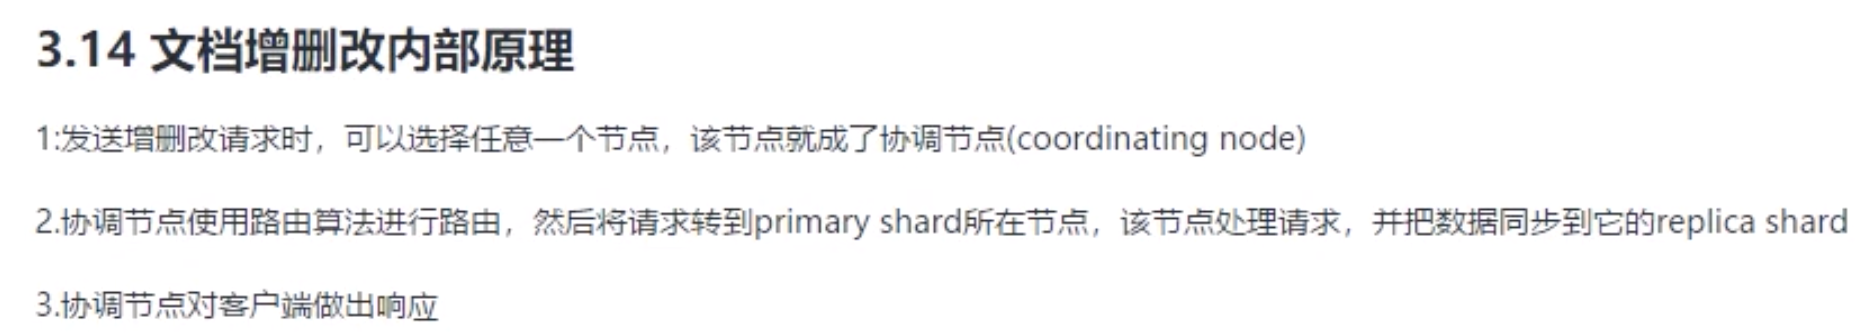 3.14 文档增删改内部原理
1:发送增删改请求时，可以选择任意一个节点，该节点就成了协调节点(coordinating node)
2.协调节点使用路由算法进行路由，然后将请求转到primary shard所在节点，该节点处理请求，并把数据同步到它的replica shard
3.协调节点对客户端做出响应